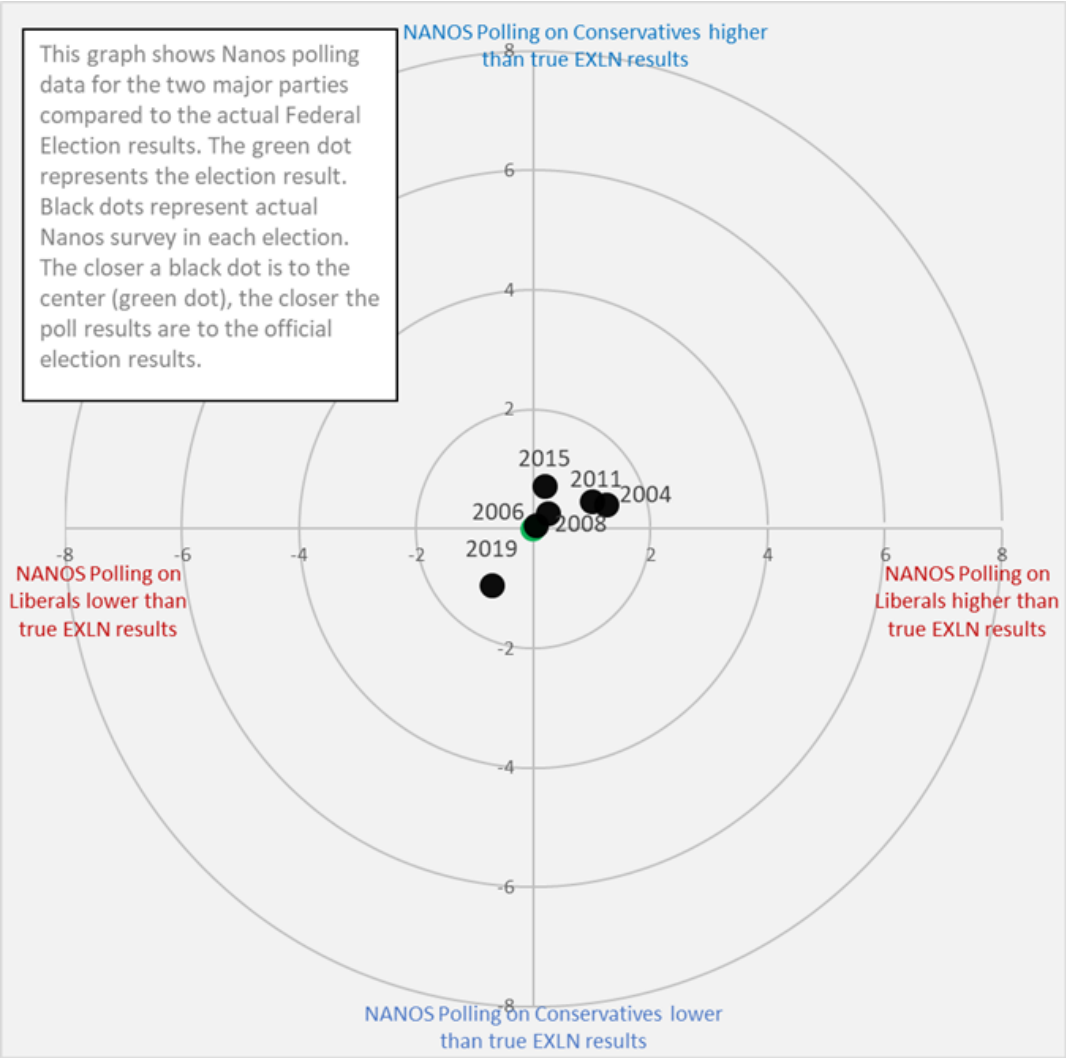 NANOS Polling on Conservatives higher
than true EXLN results
This graph shows Nanos polling
data for the two major parties
compared to the actual Federal
Election results. The green dot
represents the election result.
Black dots represent actual
Nanos survey in each election.
The closer a black dot is to the
center (green dot), the closer the
poll results are to the official
election results.
8
6
4
2
2015
2011
2004
2006
2008
2019
-8
-6
-4
-2
2
4
6
8
NANOS Polling on
Liberals lower than
true EXLN results
NANOS Polling on
Liberals higher than
true EXLN results
-2
-4
-6
-8
NANOS Polling on Conservatives lower
than true EXLN results